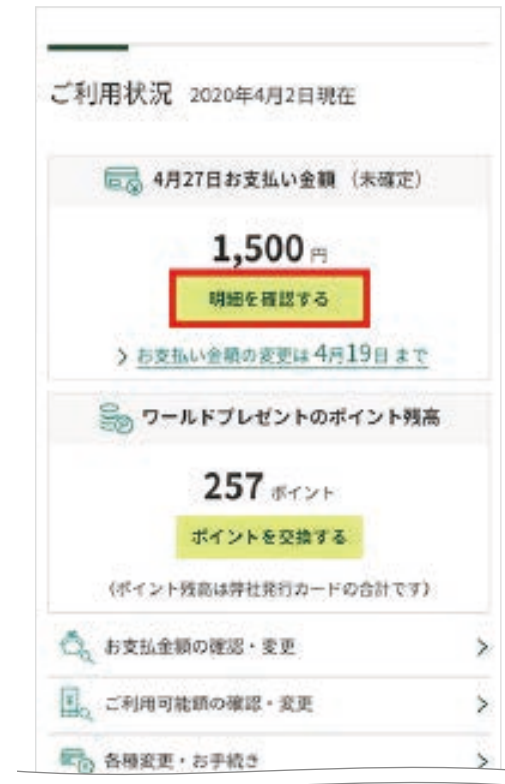 ご利用状況 2020年4月2日現在
4月27日お支払い金額 （未確定）
1,500 円
明細を確認する
> お支払い金額の変更は 4月19日 まで
ワールドプレゼントのポイント残高
257 ポイント
ポイントを交換する
（ポイント残高は弊社発行カードの合計です）
お支払金額の確認・変更
ご利用可能額の確認・変更
各種変更・お手続き